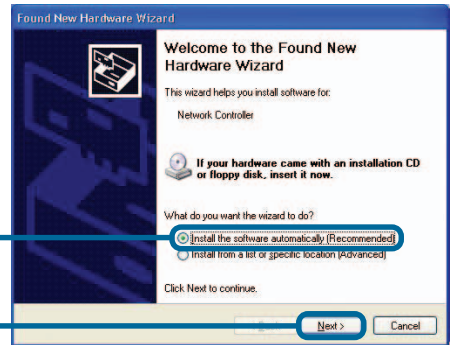 Found New Hardware Wizard
Welcome to the Found New
Hardware Wizard
This wizard helps you install software for:
Network Controller
If your hardware came with an installation CD
or floppy disk, insert it now.
What do you want the wizard to do?
Install the software automatically (Recommended)
Install from a list or specific location (Advanced)
Click Next to continue.
Next >
Cancel